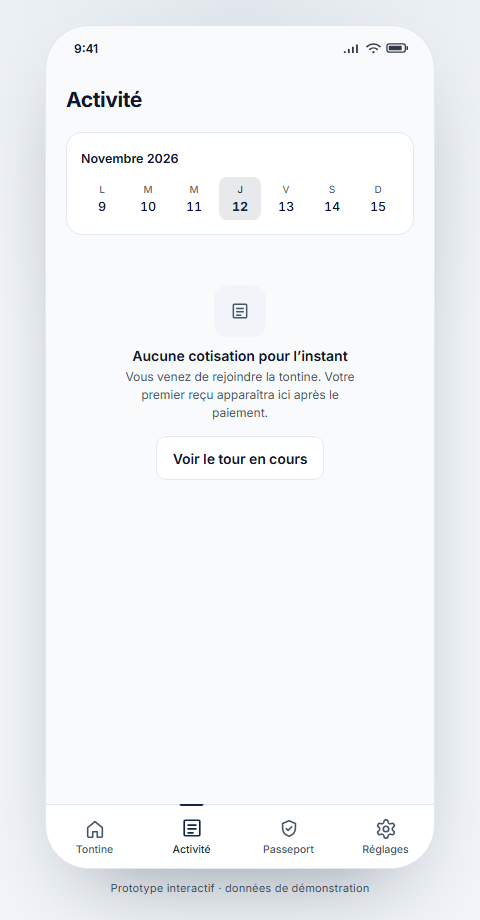 9:41
Activité
Novembre 2026
L M M J V S D
9 10 11 12 13 14 15
Aucune cotisation pour l’instant
Vous venez de rejoindre la tontine. Votre
premier reçu apparaîtra ici après le
paiement.
Voir le tour en cours
Tontine Activité Passeport Réglages
Prototype interactif · données de démonstration